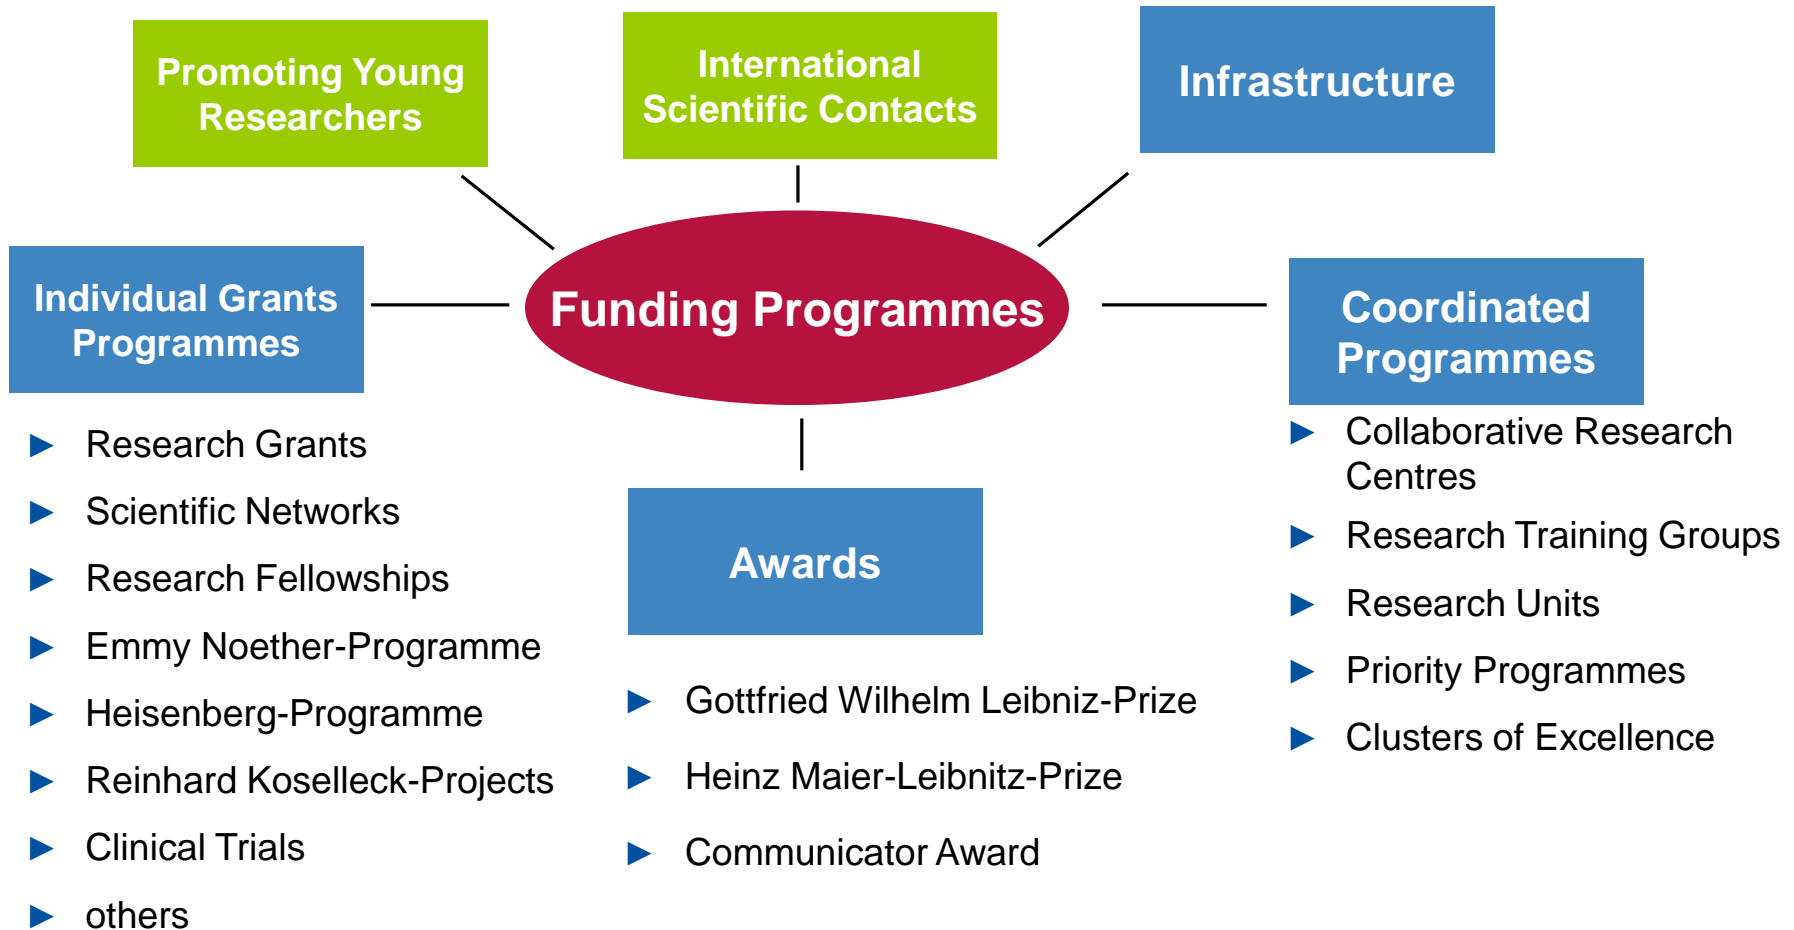 Promoting Young
Researchers
International
Scientific Contacts
Infrastructure
Individual Grants
Programmes
Funding Programmes
Coordinated
Programmes
Research Grants
Scientific Networks
Research Fellowships
Emmy Noether-Programme
Heisenberg-Programme
Reinhard Koselleck-Projects
Clinical Trials
others
Awards
Gottfried Wilhelm Leibniz-Prize
Heinz Maier-Leibnitz-Prize
Communicator Award
Collaborative Research
Centres
Research Training Groups
Research Units
Priority Programmes
Clusters of Excellence